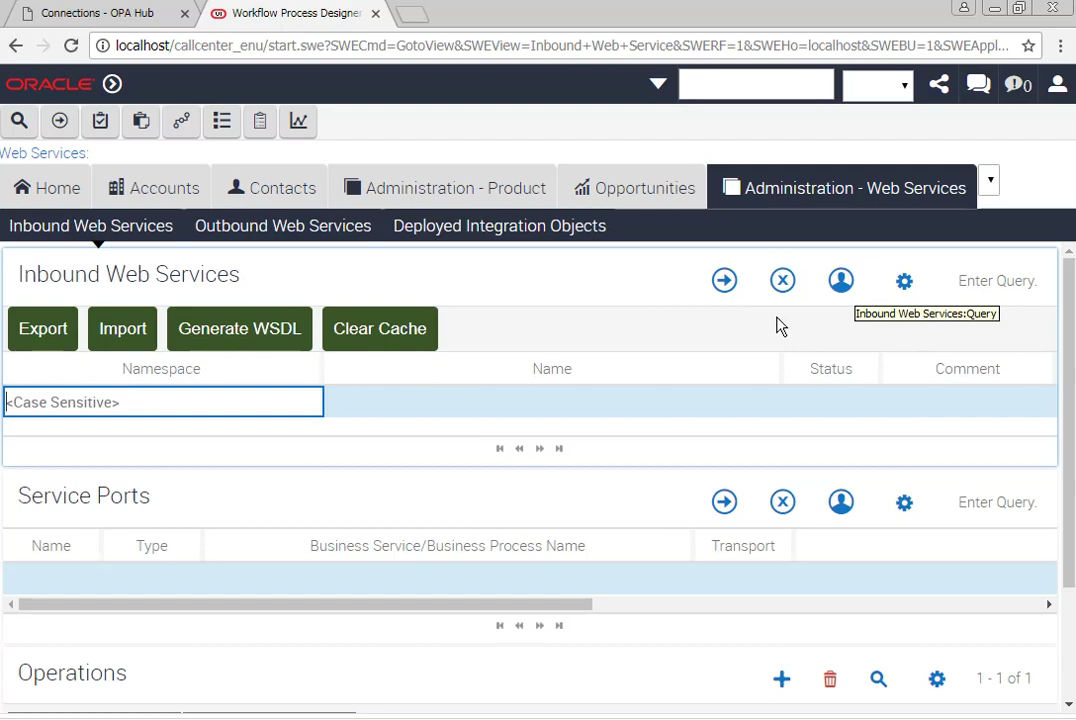 Connections - OPA Hub
Workflow Process Designer
localhost/callcenter_enu/start.swe?SWECmd=GotoView&SWEView=Inbound+Web+Service&SWERF=1&SWEHo=localhost&SWEBU=1&SWEAppl...
ORACLE
0
Web Services:
Home
Accounts
Contacts
Administration - Product
Opportunities
Administration - Web Services
Inbound Web Services
Outbound Web Services
Deployed Integration Objects
Inbound Web Services
Enter Query.
Inbound Web Services:Query
Export
Import
Generate WSDL
Clear Cache
Namespace
Name
Status
Comment
<Case Sensitive>
Service Ports
Enter Query.
Name
Type
Business Service/Business Process Name
Transport
Operations
1 - 1 of 1